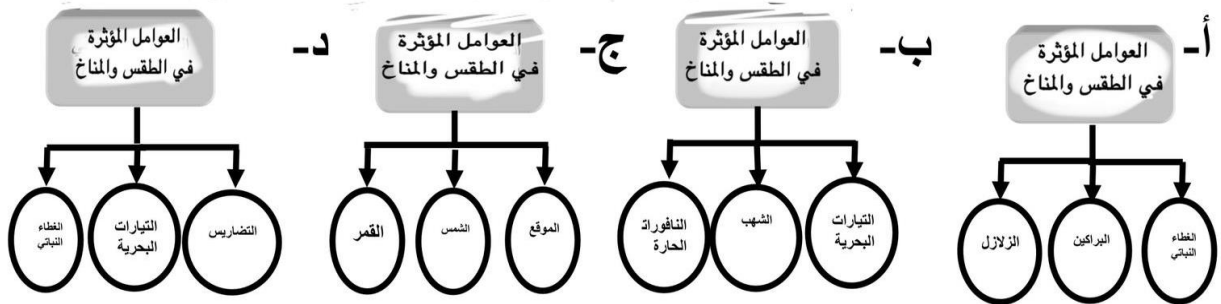 أ-
العوامل المؤثرة
في الطقس والمناخ
الغطاء
النباتي
البراكين
الزلازل
ب-
العوامل المؤثرة
في الطقس والمناخ
التيارات
البحرية
الشهب
النافورات
الحارة
ج-
العوامل المؤثرة
في الطقس والمناخ
الموقع
الشمس
القمر
د-
العوامل المؤثرة
في الطقس والمناخ
التضاريس
التيارات
البحرية
الغطاء
النباتي